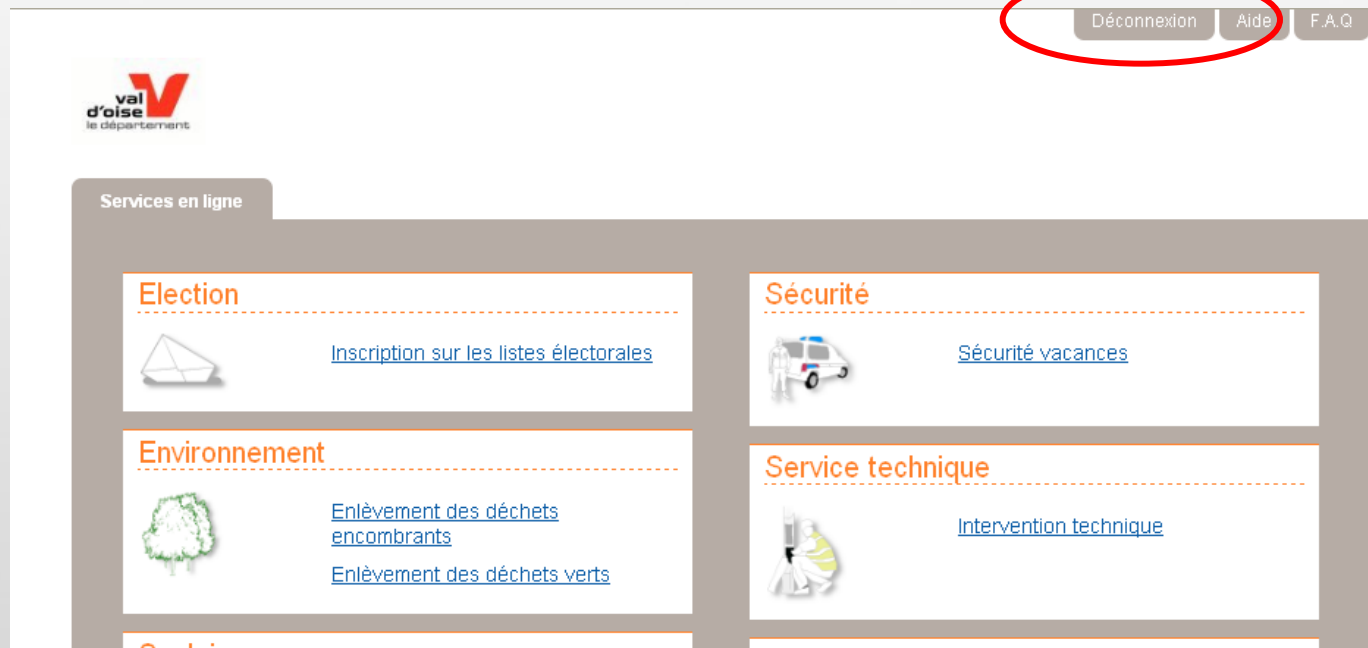 Déconnexion Aide F.A.Q
val
d'oise
le département
Services en ligne
Election
Inscription sur les listes électorales
Environnement
Enlèvement des déchets
encombrants
Enlèvement des déchets verts
Sécurité
Sécurité vacances
Service technique
Intervention technique